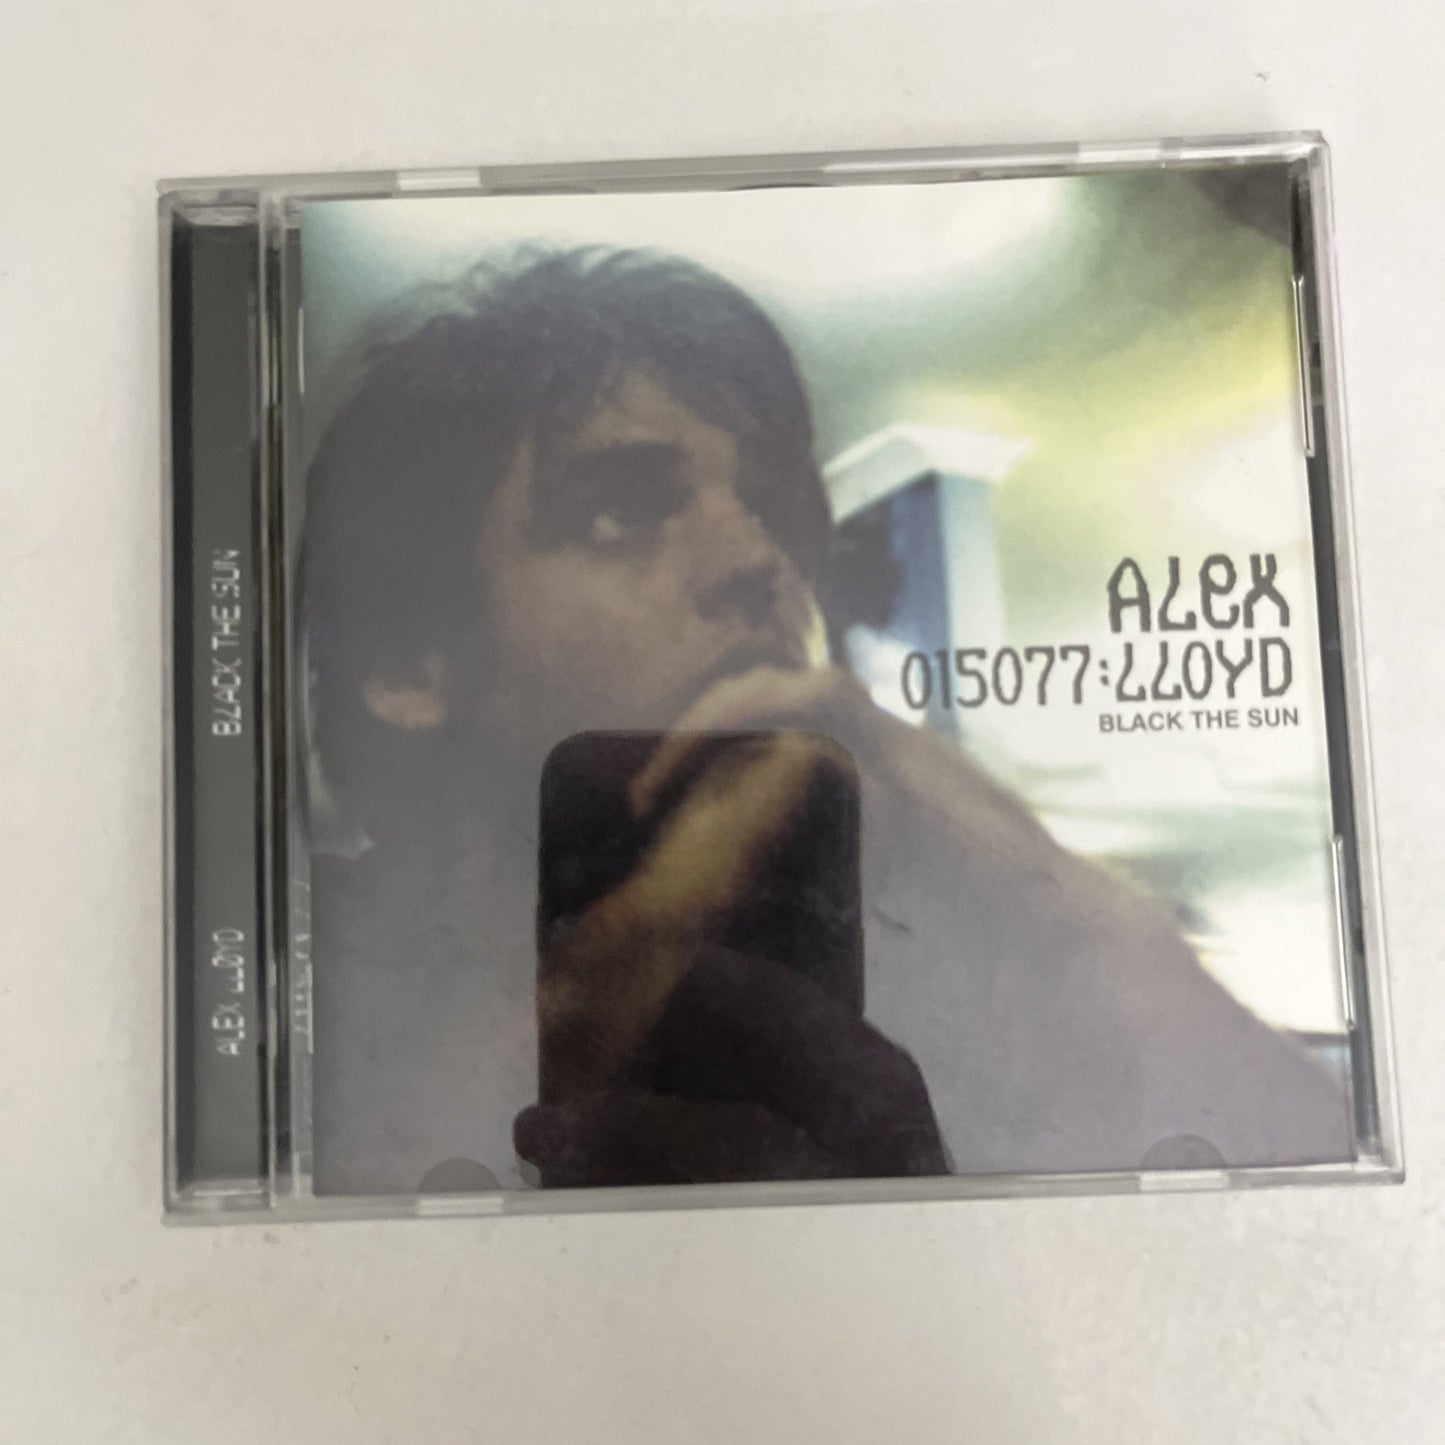 ALEX LLOYD
BLACK THE SUN
ALEX
015077:LLOYD
BLACK THE SUN